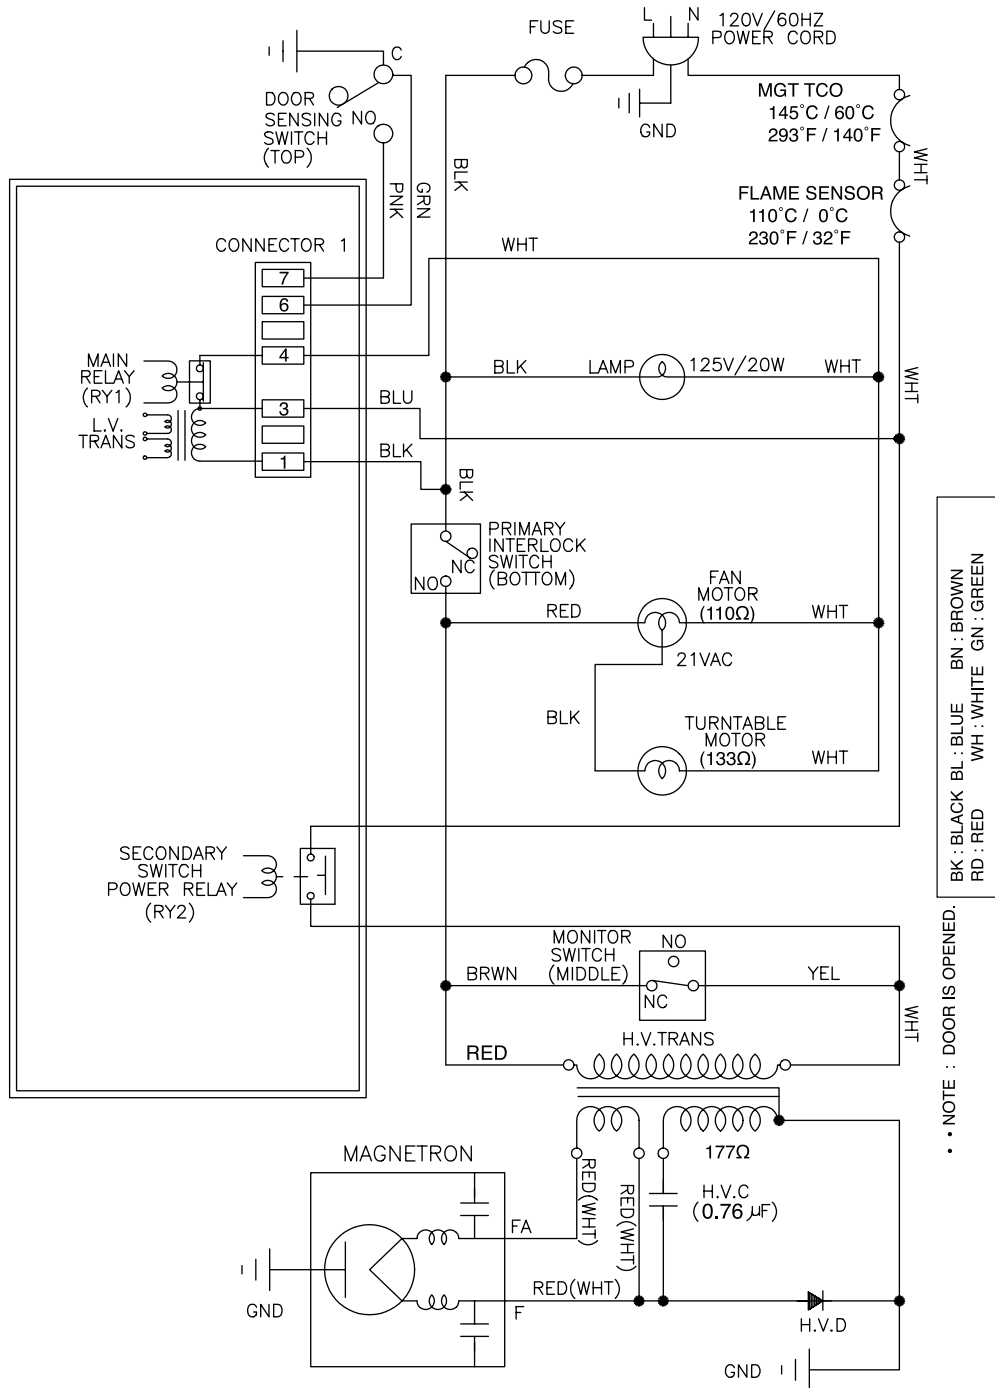 FUSE
L
N
120V/60HZ
POWER CORD
GND
C
DOOR
SENSING
SWITCH
(TOP)
NO
MGT TCO
145°C / 60°C
293°F / 140°F
WHT
BLK
PNK
GRN
FLAME SENSOR
110°C / 0°C
230°F / 32°F
CONNECTOR 1
WHT
7
6
4
3
1
MAIN
RELAY
(RY1)
L.V.
TRANS
BLK
LAMP
125V/20W
WHT
WHT
BLU
BLK
BLK
PRIMARY
INTERLOCK
SWITCH
(BOTTOM)
NC
NO
RED
FAN
MOTOR
(110Ω)
WHT
21VAC
BLK
TURNTABLE
MOTOR
(133Ω)
WHT
SECONDARY
SWITCH
POWER RELAY
(RY2)
MONITOR
SWITCH
(MIDDLE)
NO
NC
BRWN
YEL
WHT
RED
H.V.TRANS
177Ω
H.V.C
(0.76 μF)
RED(WHT)
RED(WHT)
MAGNETRON
FA
F
RED(WHT)
GND
H.V.D
GND
BK : BLACK BL : BLUE BN : BROWN
RD : RED WH : WHITE GN : GREEN
• • NOTE : DOOR IS OPENED.